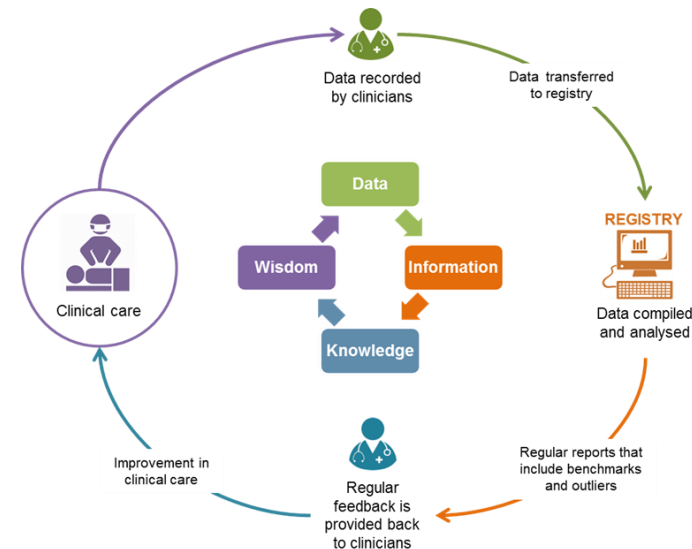 Data recorded
by clinicians
Data transferred
to registry
REGISTRY
Data compiled
and analysed
Regular reports that
include benchmarks
and outliers
Regular
feedback is
provided back
to clinicians
Improvement in
clinical care
Clinical care
Data
Information
Knowledge
Wisdom